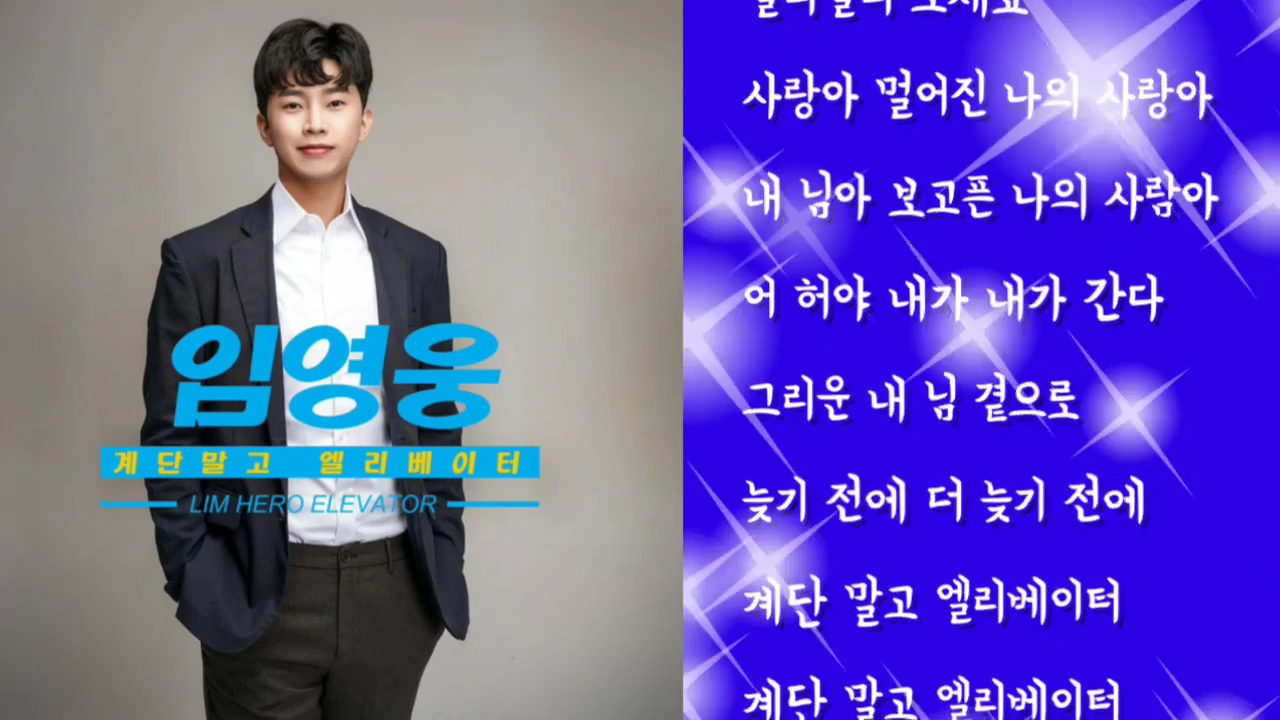 임영웅
계단말고 엘리베이터
LIM HERO ELEVATOR
사랑아 멀어진 나의 사랑아
내 님아 보고픈 나의 사람아
어 허야 내가 내가 간다
그리운 내 님 곁으로
늦기 전에 더 늦기 전에
계단 말고 엘리베이터
계단 말고 엘리베이터